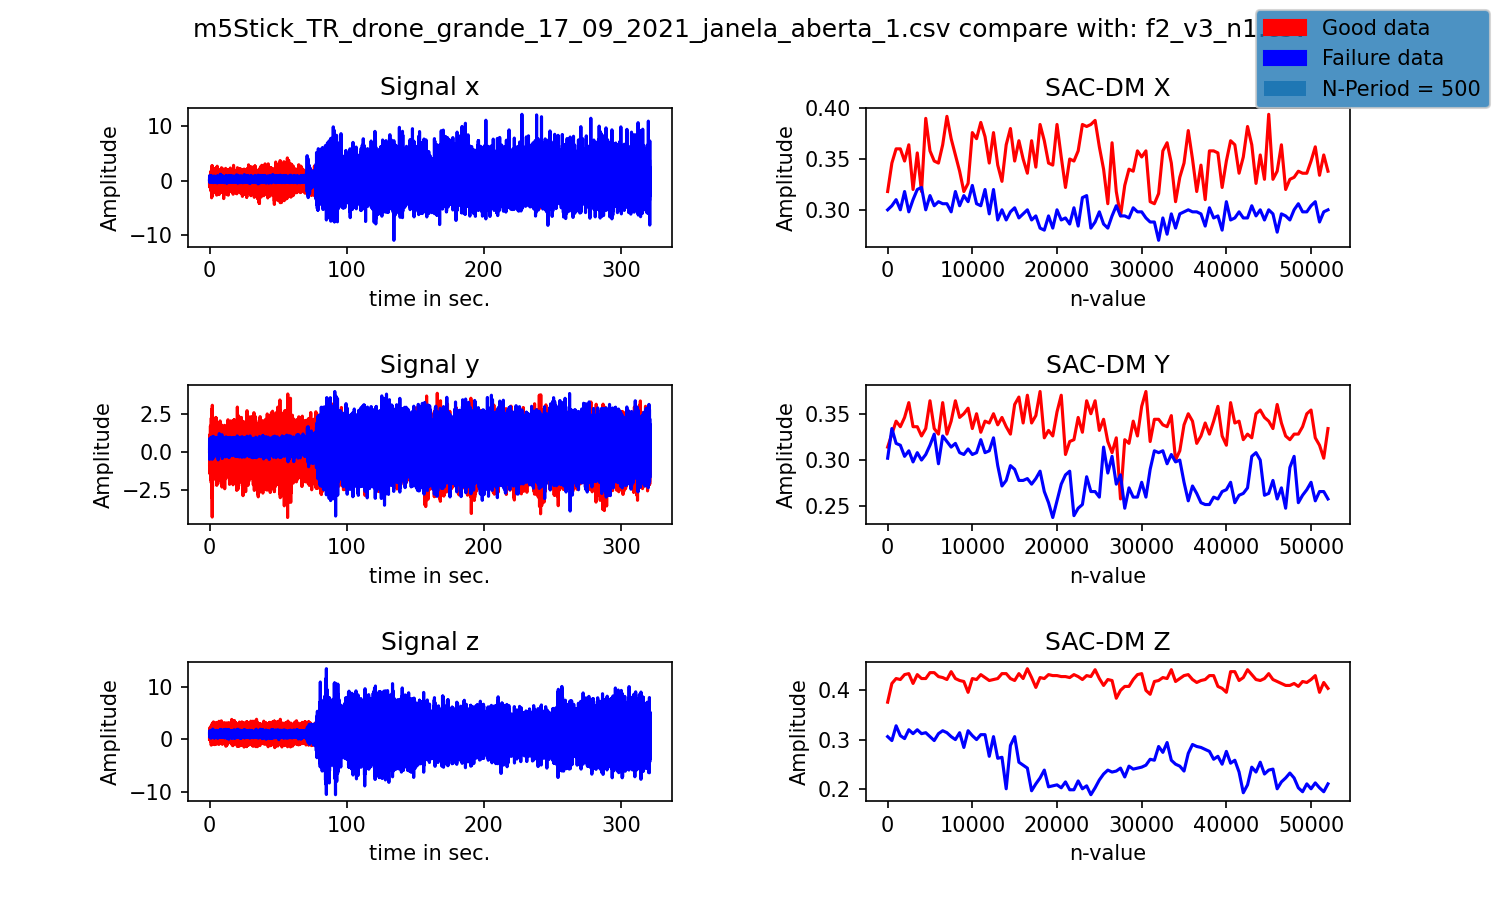 m5Stick_TR_drone_grande_17_09_2021_janela_aberta_1.csv compare with: f2_v3_n1.csv
Good data
Failure data
N-Period = 500
Signal x
Amplitude
10
0
−10
0 100 200 300
time in sec.
SAC-DM X
Amplitude
0.40
0.35
0.30
0 10000 20000 30000 40000 50000
n-value
Signal y
Amplitude
2.5
0.0
−2.5
0 100 200 300
time in sec.
SAC-DM Y
Amplitude
0.35
0.30
0.25
0 10000 20000 30000 40000 50000
n-value
Signal z
Amplitude
10
0
−10
0 100 200 300
time in sec.
SAC-DM Z
Amplitude
0.4
0.3
0.2
0 10000 20000 30000 40000 50000
n-value